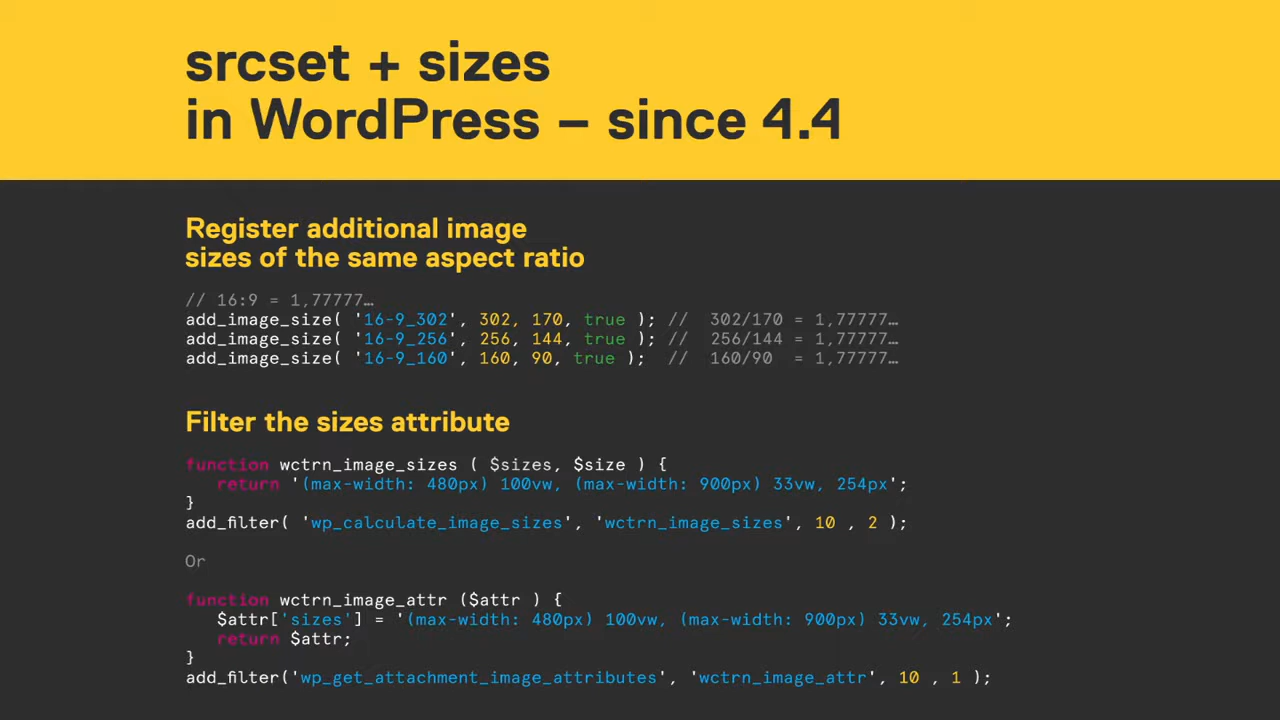 srcset + sizes
in WordPress – since 4.4
Register additional image
sizes of the same aspect ratio
// 16:9 = 1,77777…
add_image_size( '16-9_302', 302, 170, true ); // 302/170 = 1,77777…
add_image_size( '16-9_256', 256, 144, true ); // 256/144 = 1,77777…
add_image_size( '16-9_160', 160, 90, true ); // 160/90 = 1,77777…
Filter the sizes attribute
function wctrn_image_sizes ( $sizes, $size ) {
return '(max-width: 480px) 100vw, (max-width: 900px) 33vw, 254px';
}
add_filter( 'wp_calculate_image_sizes', 'wctrn_image_sizes', 10 , 2 );
Or
function wctrn_image_attr ($attr ) {
$attr['sizes'] = '(max-width: 480px) 100vw, (max-width: 900px) 33vw, 254px';
return $attr;
}
add_filter('wp_get_attachment_image_attributes', 'wctrn_image_attr', 10 , 1 );